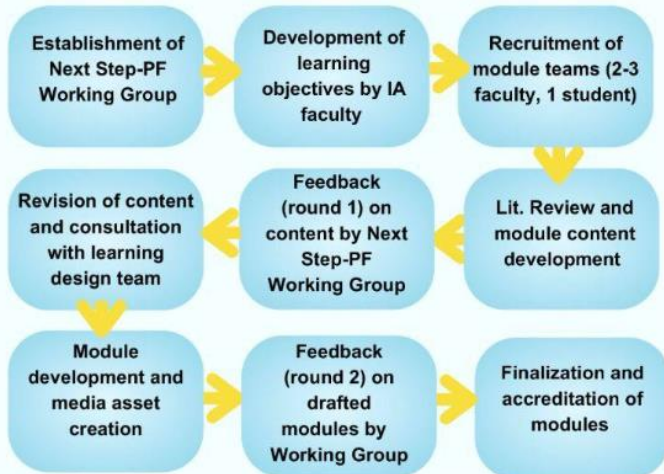 Establishment of
Next Step-PF
Working Group
Development of
learning
objectives by IA
faculty
Recruitment of
module teams (2-3
faculty, 1 student)
Lit. Review and
module content
development
Feedback
(round 1) on
content by Next
Step-PF
Working Group
Revision of content
and consultation
with learning
design team
Module
development and
media asset
creation
Feedback
(round 2) on
drafted
modules by
Working Group
Finalization and
accreditation of
modules